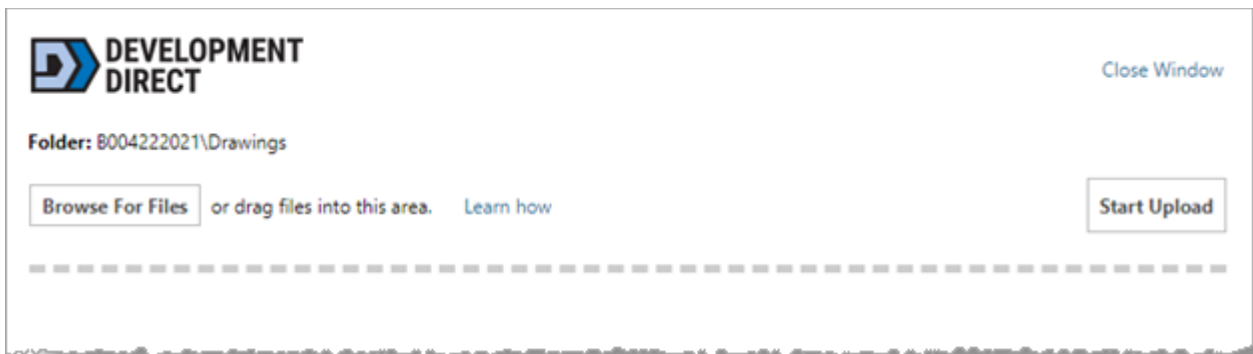 DEVELOPMENT
DIRECT
Close Window
Folder: B004222021\Drawings
Browse For Files or drag files into this area. Learn how Start Upload